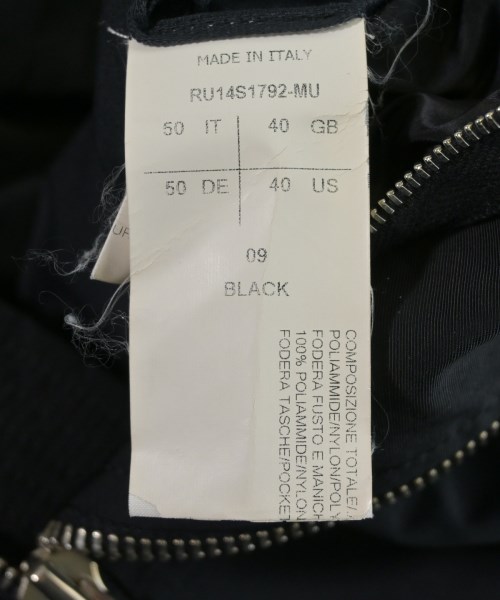 MADE IN ITALY
RU14S1792-MU
50 IT 40 GB
50 DE 40 US
09
BLACK
COMPOSIZIONE TOTALE/
POLIAMMIDE/NYLON/POLY
FODERA FUSTO E MANICH
100% POLIAMMIDE/NYLON
FODERA TASCHE/POCKET